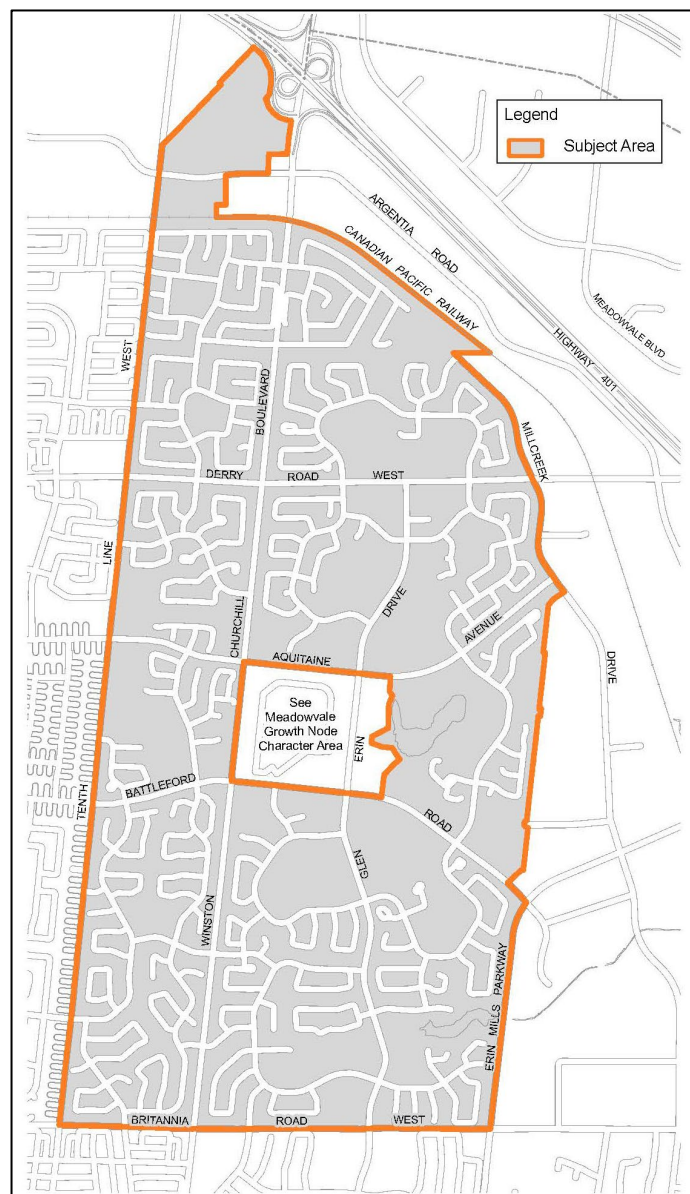 Legend
Subject Area
ARGENTIA
ROAD
CANADIAN PACIFIC RAILWAY
MEADOWVALE BLVD
HIGHWAY 401
WEST
BOULEVARD
MILLCREEK
DERRY ROAD WEST
LINE
DRIVE
AVENUE
CHURCHILL
AQUITAINE
DRIVE
See
Meadowvale
Growth Node
Character Area
ERIN
BATTLEFORD
TENTH
ROAD
GLEN
WINSTON
ERIN MILLS PARKWAY
BRITANNIA ROAD WEST